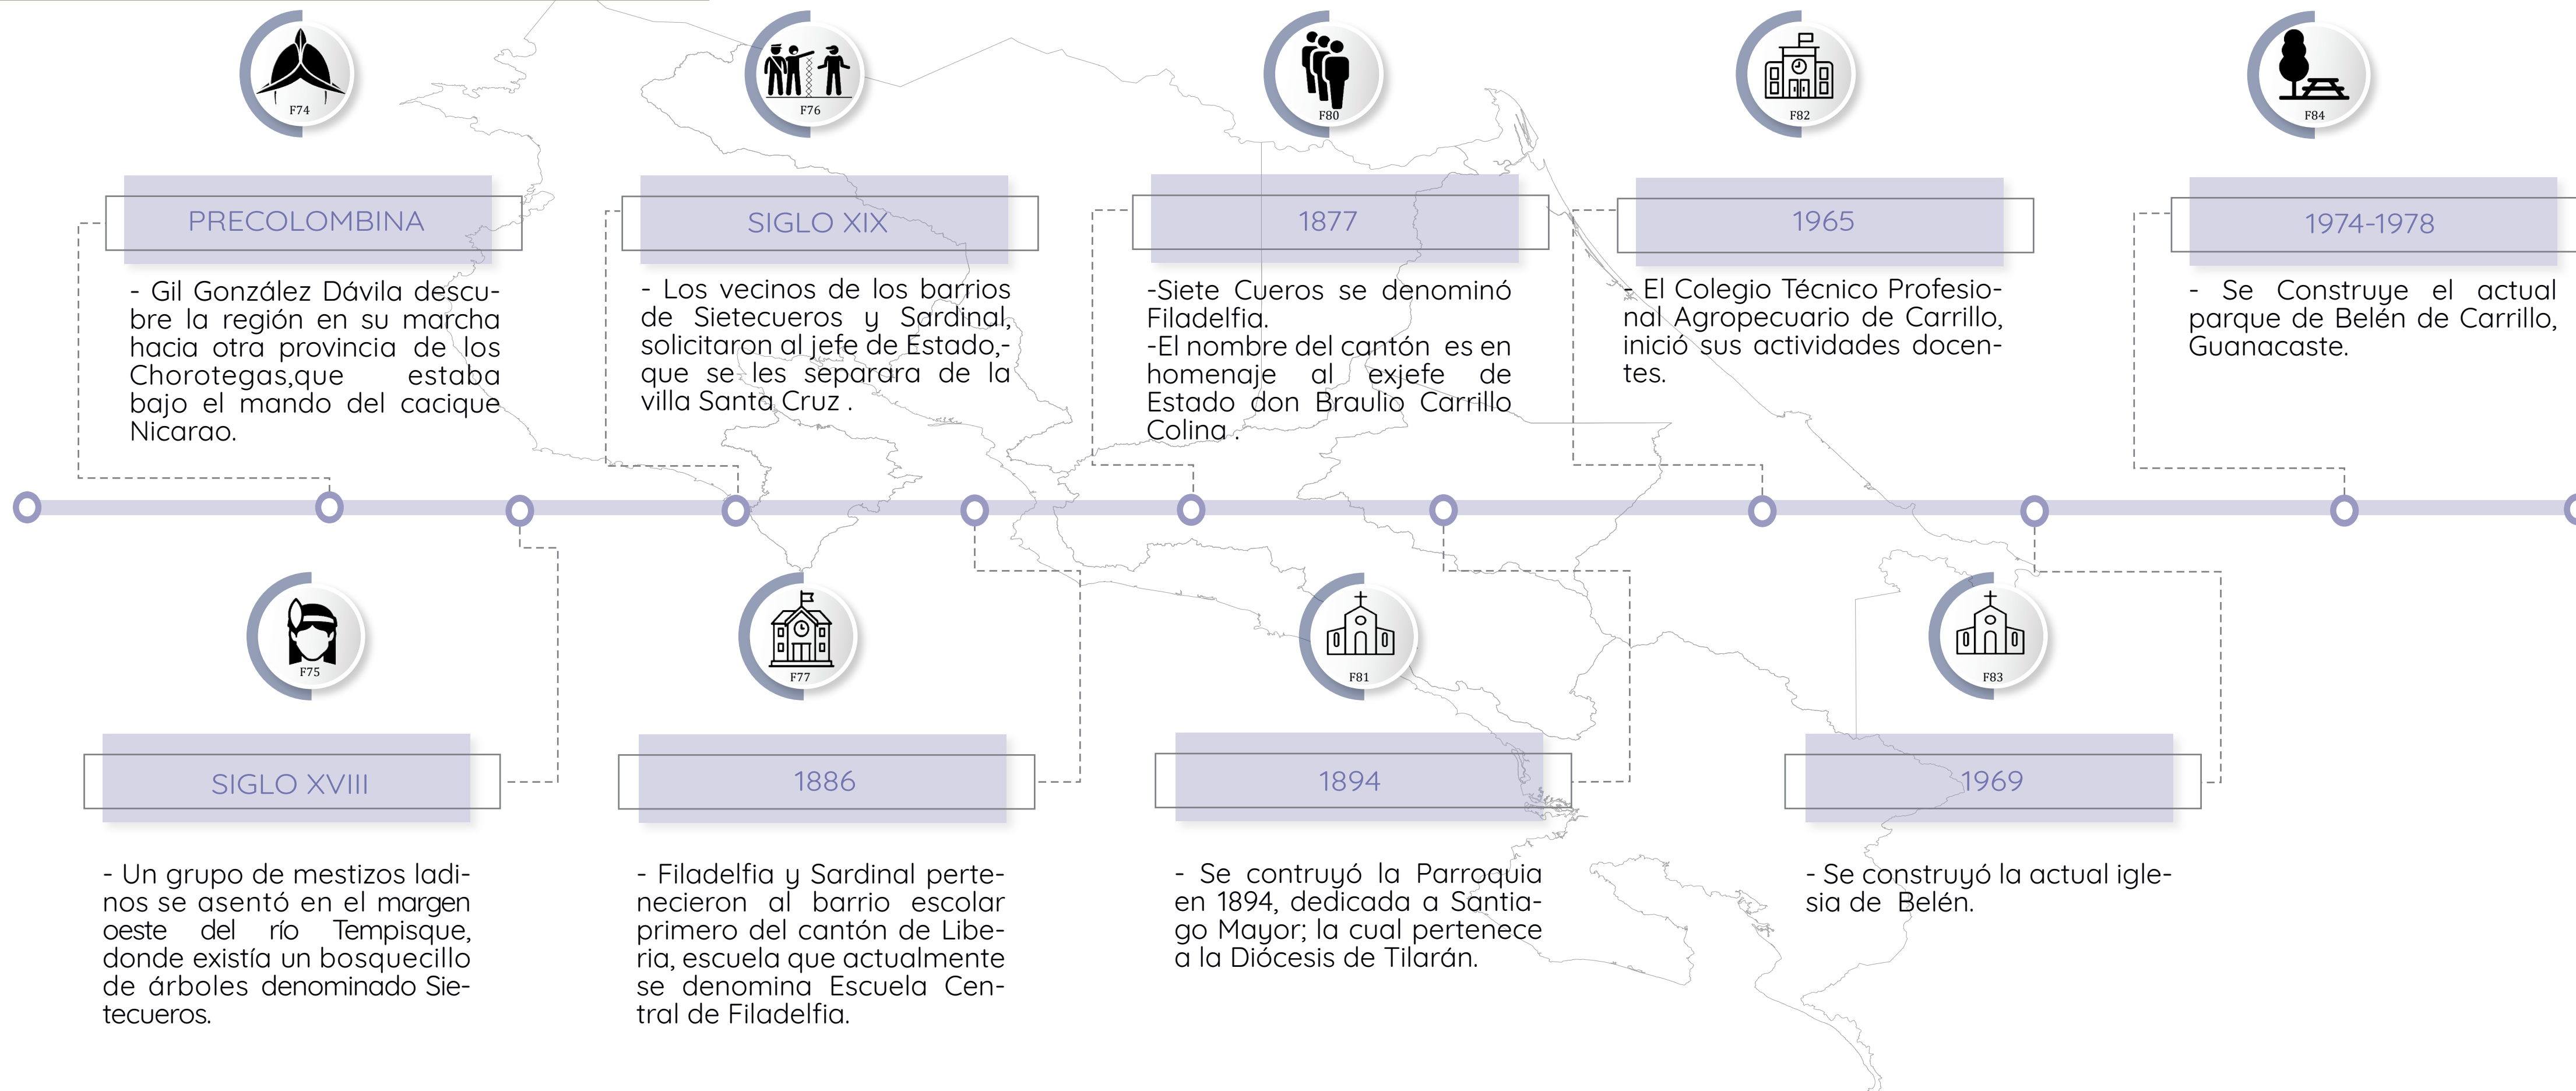 F74
PRECOLOMBINA
- Gil González Dávila descu-
bre la región en su marcha
hacia otra provincia de los
Chorotegas,que estaba
bajo el mando del cacique
Nicarao.
F76
SIGLO XIX
- Los vecinos de los barrios
de Sietecueros y Sardinal,
solicitaron al jefe de Estado,-
que se les separara de la
villa Santa Cruz .
F80
1877
-Siete Cueros se denominó
Filadelfia.
-El nombre del cantón es en
homenaje al exjefe de
Estado don Braulio Carrillo
Colina .
F82
1965
- El Colegio Técnico Profesio-
nal Agropecuario de Carrillo,
inició sus actividades docen-
tes.
F84
1974-1978
- Se Construye el actual
parque de Belén de Carrillo,
Guanacaste.
F75
SIGLO XVIII
- Un grupo de mestizos ladi-
nos se asentó en el margen
oeste del río Tempisque,
donde existía un bosquecillo
de árboles denominado Sie-
tecueros.
F77
1886
- Filadelfia y Sardinal perte-
necieron al barrio escolar
primero del cantón de Libe-
ria, escuela que actualmente
se denomina Escuela Cen-
tral de Filadelfia.
F81
1894
- Se contruyó la Parroquia
en 1894, dedicada a Santia-
go Mayor; la cual pertenece
a la Diócesis de Tilarán.
F83
1969
- Se construyó la actual igle-
sia de Belén.